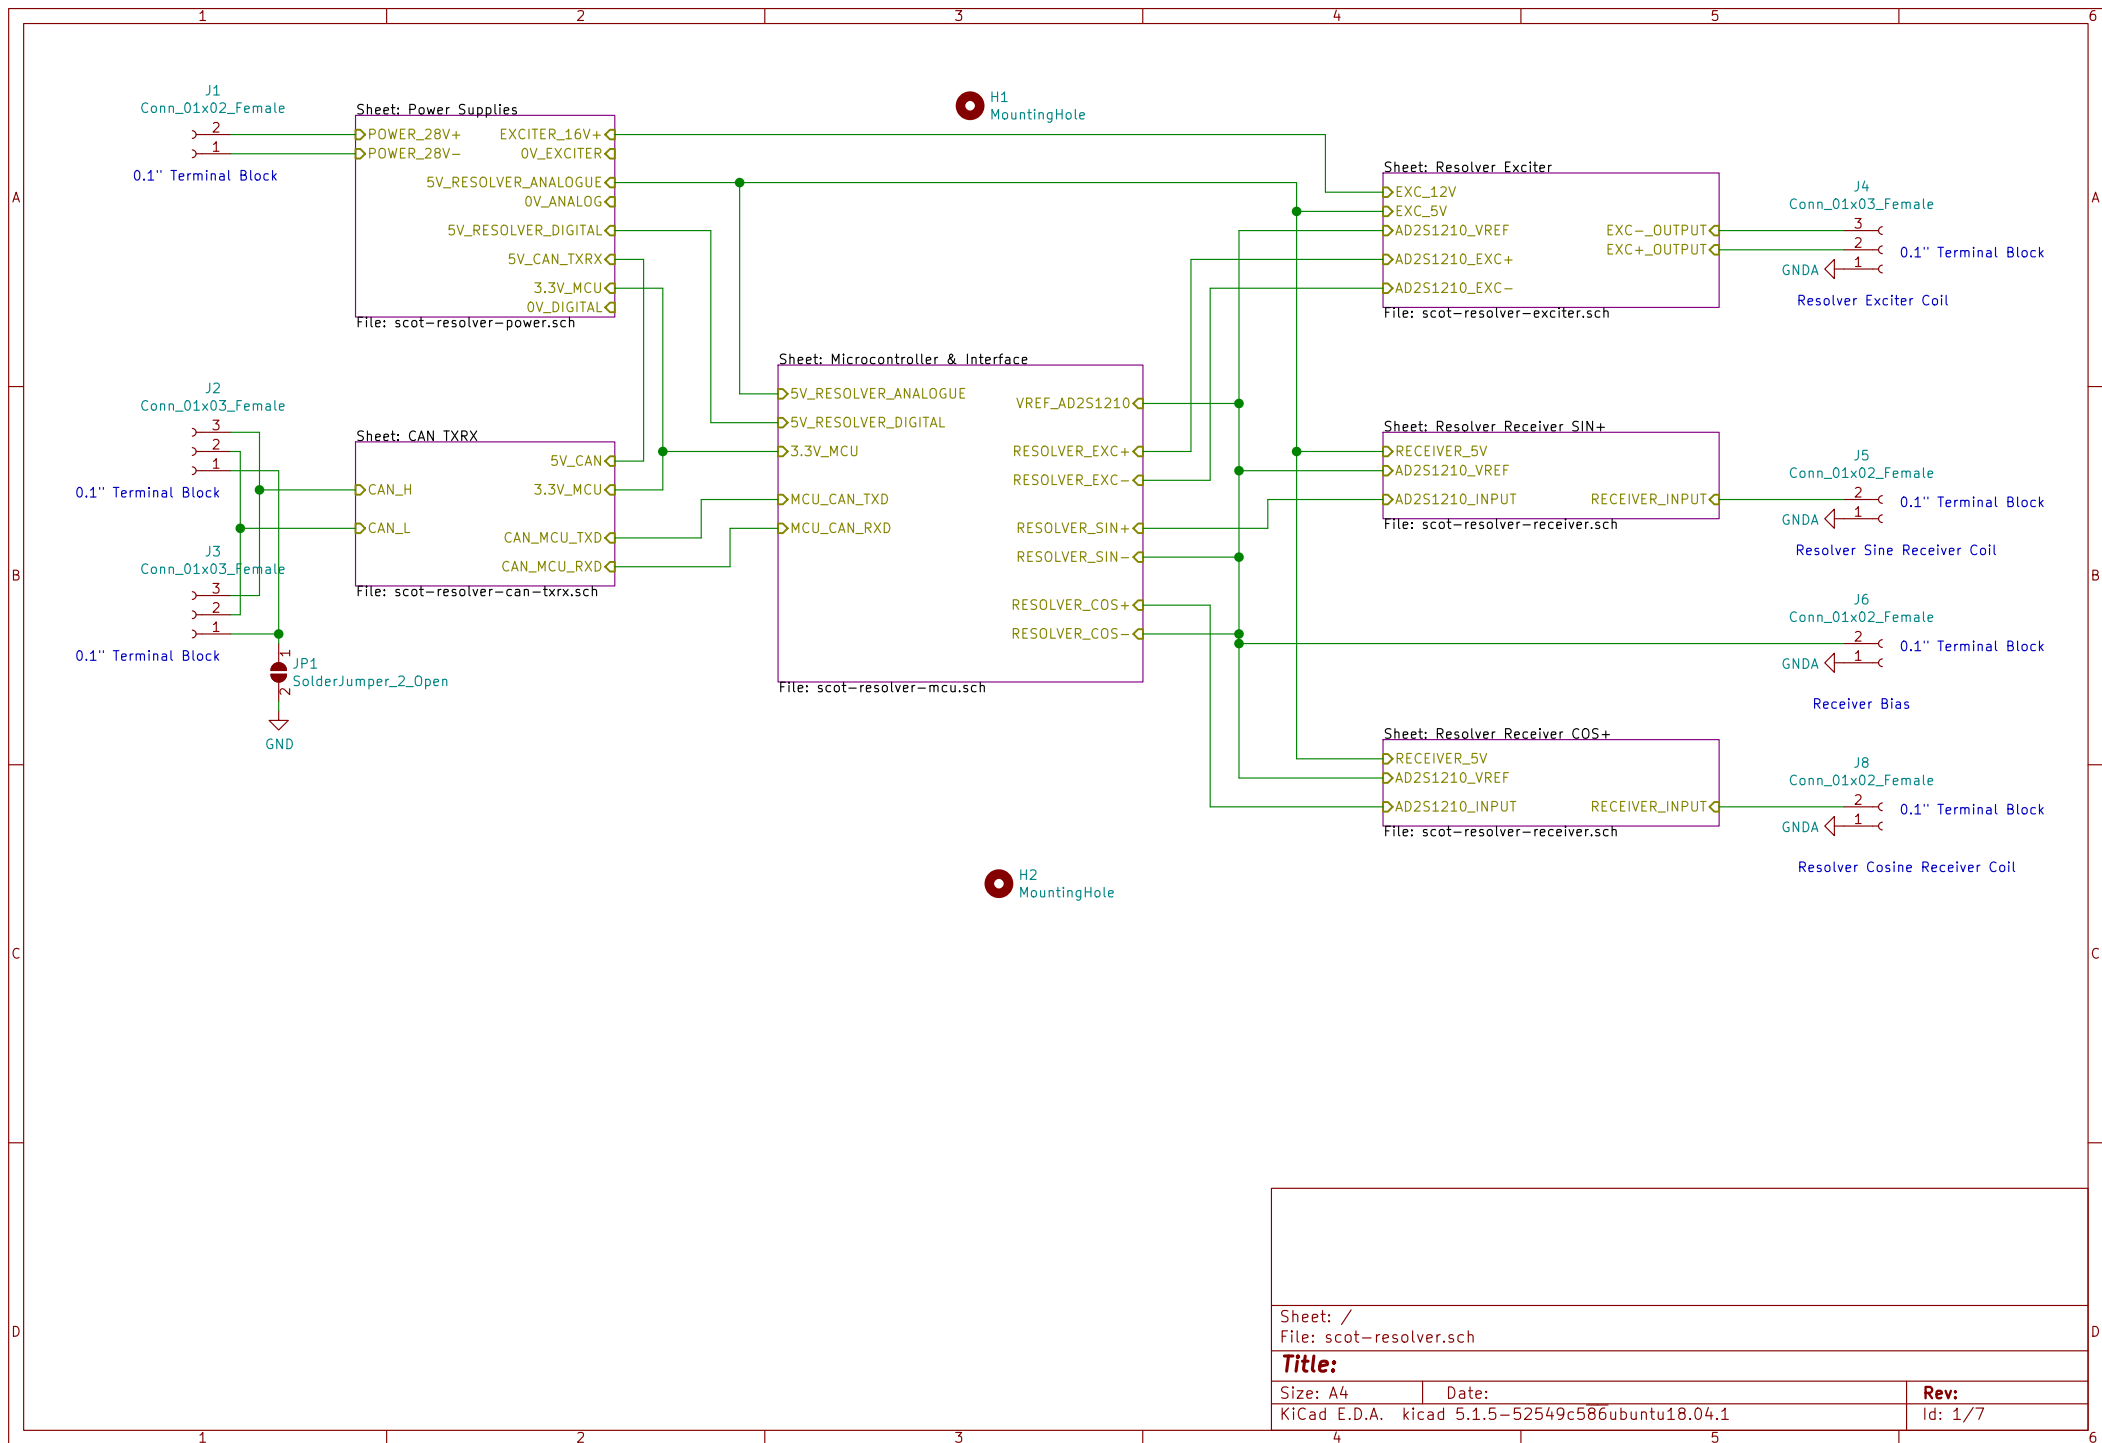 1 2 3 4 5 6
J1
Conn_01x02_Female
2
1
0.1" Terminal Block
Sheet: Power Supplies
POWER_28V+
POWER_28V-
EXCITER_16V+
0V_EXCITER
5V_RESOLVER_ANALOGUE
0V_ANALOG
5V_RESOLVER_DIGITAL
5V_CAN_TXRX
3.3V_MCU
0V_DIGITAL
File: scot-resolver-power.sch
H1
MountingHole
Sheet: Resolver Exciter
EXC_12V
EXC_5V
AD2S1210_VREF
AD2S1210_EXC+
AD2S1210_EXC-
EXC-_OUTPUT
EXC+_OUTPUT
File: scot-resolver-exciter.sch
J4
Conn_01x03_Female
3
2
1
GNDA
0.1" Terminal Block
Resolver Exciter Coil
A
A
J2
Conn_01x03_Female
3
2
1
0.1" Terminal Block
Sheet: CAN TXRX
CAN_H
CAN_L
5V_CAN
3.3V_MCU
CAN_MCU_TXD
CAN_MCU_RXD
File: scot-resolver-can-txrx.sch
J3
Conn_01x03_Female
3
2
1
0.1" Terminal Block
1
JP1
SolderJumper_2_Open
2
GND
Sheet: Microcontroller & Interface
5V_RESOLVER_ANALOGUE
5V_RESOLVER_DIGITAL
3.3V_MCU
MCU_CAN_TXD
MCU_CAN_RXD
VREF_AD2S1210
RESOLVER_EXC+
RESOLVER_EXC-
RESOLVER_SIN+
RESOLVER_SIN-
RESOLVER_COS+
RESOLVER_COS-
File: scot-resolver-mcu.sch
Sheet: Resolver Receiver SIN+
RECEIVER_5V
AD2S1210_VREF
AD2S1210_INPUT
RECEIVER_INPUT
File: scot-resolver-receiver.sch
J5
Conn_01x02_Female
2
1
GNDA
0.1" Terminal Block
Resolver Sine Receiver Coil
B
B
J6
Conn_01x02_Female
2
1
GNDA
0.1" Terminal Block
Receiver Bias
Sheet: Resolver Receiver COS+
RECEIVER_5V
AD2S1210_VREF
AD2S1210_INPUT
RECEIVER_INPUT
File: scot-resolver-receiver.sch
J8
Conn_01x02_Female
2
1
GNDA
0.1" Terminal Block
Resolver Cosine Receiver Coil
H2
MountingHole
C
C
D
D
Sheet: /
File: scot-resolver.sch
Title:
Size: A4
Date:
Rev:
KiCad E.D.A. kicad 5.1.5-52549c586ubuntu18.04.1
Id: 1/7
1 2 3 4 5 6